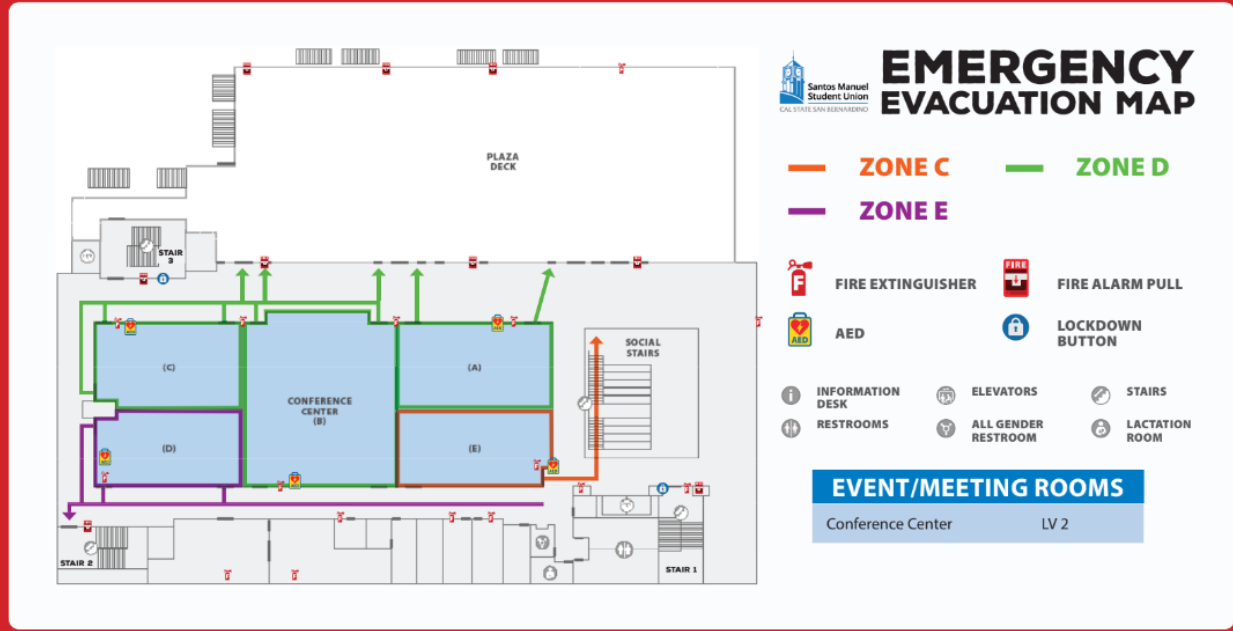 PLAZA
DECK
STAIR
3
(C)
CONFERENCE
CENTER
(B)
(A)
SOCIAL
STAIRS
(D)
(E)
STAIR 2
STAIR 1
Santos Manuel
Student Union
CAL STATE SAN BERNARDINO
EMERGENCY
EVACUATION MAP
ZONE C
ZONE D
ZONE E
F
FIRE EXTINGUISHER
FIRE
FIRE ALARM PULL
AED
AED
LOCKDOWN
BUTTON
INFORMATION
DESK
ELEVATORS
STAIRS
RESTROOMS
ALL GENDER
RESTROOM
LACTATION
ROOM
EVENT/MEETING ROOMS
Conference Center LV 2